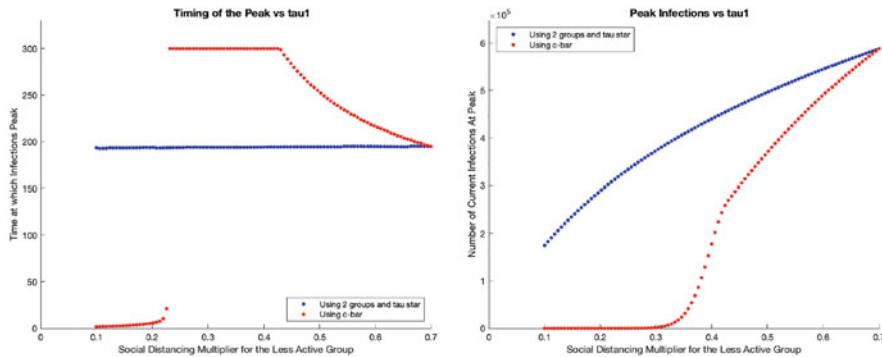 Timing of the Peak vs tau1
300
250
200
150
100
50
0
0 0.1 0.2 0.3 0.4 0.5 0.6 0.7
Time at which Infections Peak
Social Distancing Multiplier for the Less Active Group
Using 2 groups and tau star
Using c-bar
Peak Infections vs tau1
×10^5
6
5
4
3
2
1
0
0 0.1 0.2 0.3 0.4 0.5 0.6 0.7
Number of Current Infections At Peak
Social Distancing Multiplier for the Less Active Group
Using 2 groups and tau star
Using c-bar